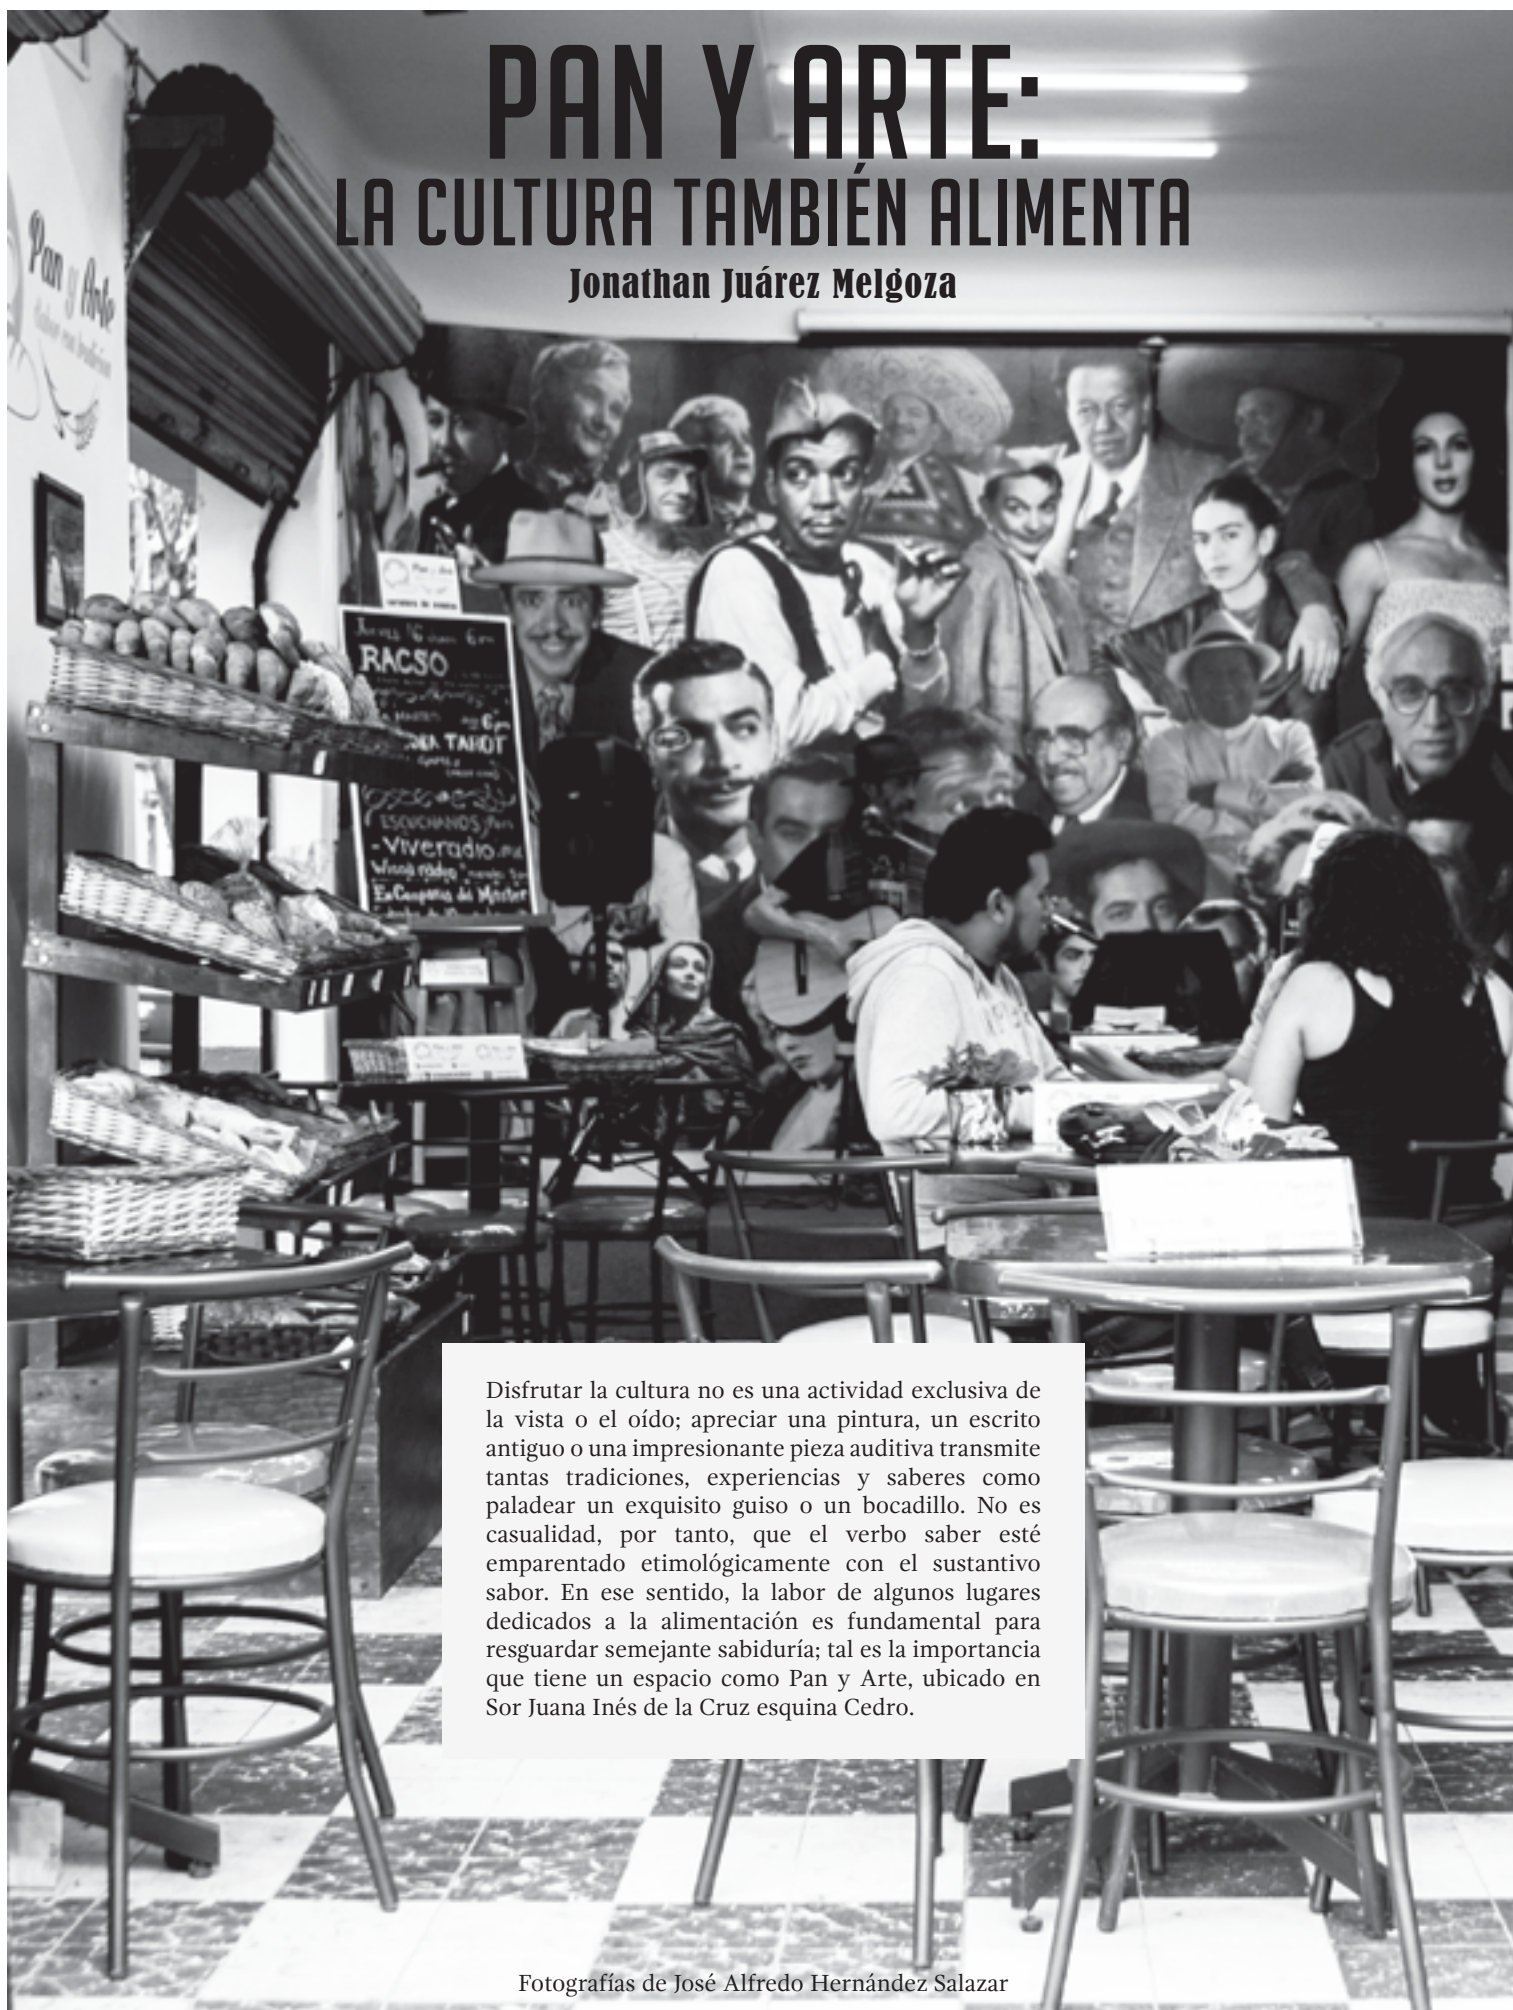 PAN Y ARTE:
LA CULTURA TAMBIÉN ALIMENTA
Jonathan Juárez Melgoza
Pan y Arte
RACSO
TAROT
ESCUCHANOS
-Viveradio
Disfrutar la cultura no es una actividad exclusiva de
la vista o el oído; apreciar una pintura, un escrito
antiguo o una impresionante pieza auditiva transmite
tantas tradiciones, experiencias y saberes como
paladear un exquisito guiso o un bocadillo. No es
casualidad, por tanto, que el verbo saber esté
emparentado etimológicamente con el sustantivo
sabor. En ese sentido, la labor de algunos lugares
dedicados a la alimentación es fundamental para
resguardar semejante sabiduría; tal es la importancia
que tiene un espacio como Pan y Arte, ubicado en
Sor Juana Inés de la Cruz esquina Cedro.
Fotografías de José Alfredo Hernández Salazar